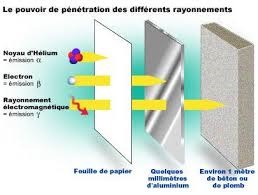 Le pouvoir de pénétration des différents rayonnements
Noyau d'Hélium
= émission α
Electron
= émission β
Rayonnement
électromagnétique
= émission γ
Feuille de papier
Quelques
millimètres
d'aluminium
Environ 1 mètre
de béton ou
de plomb